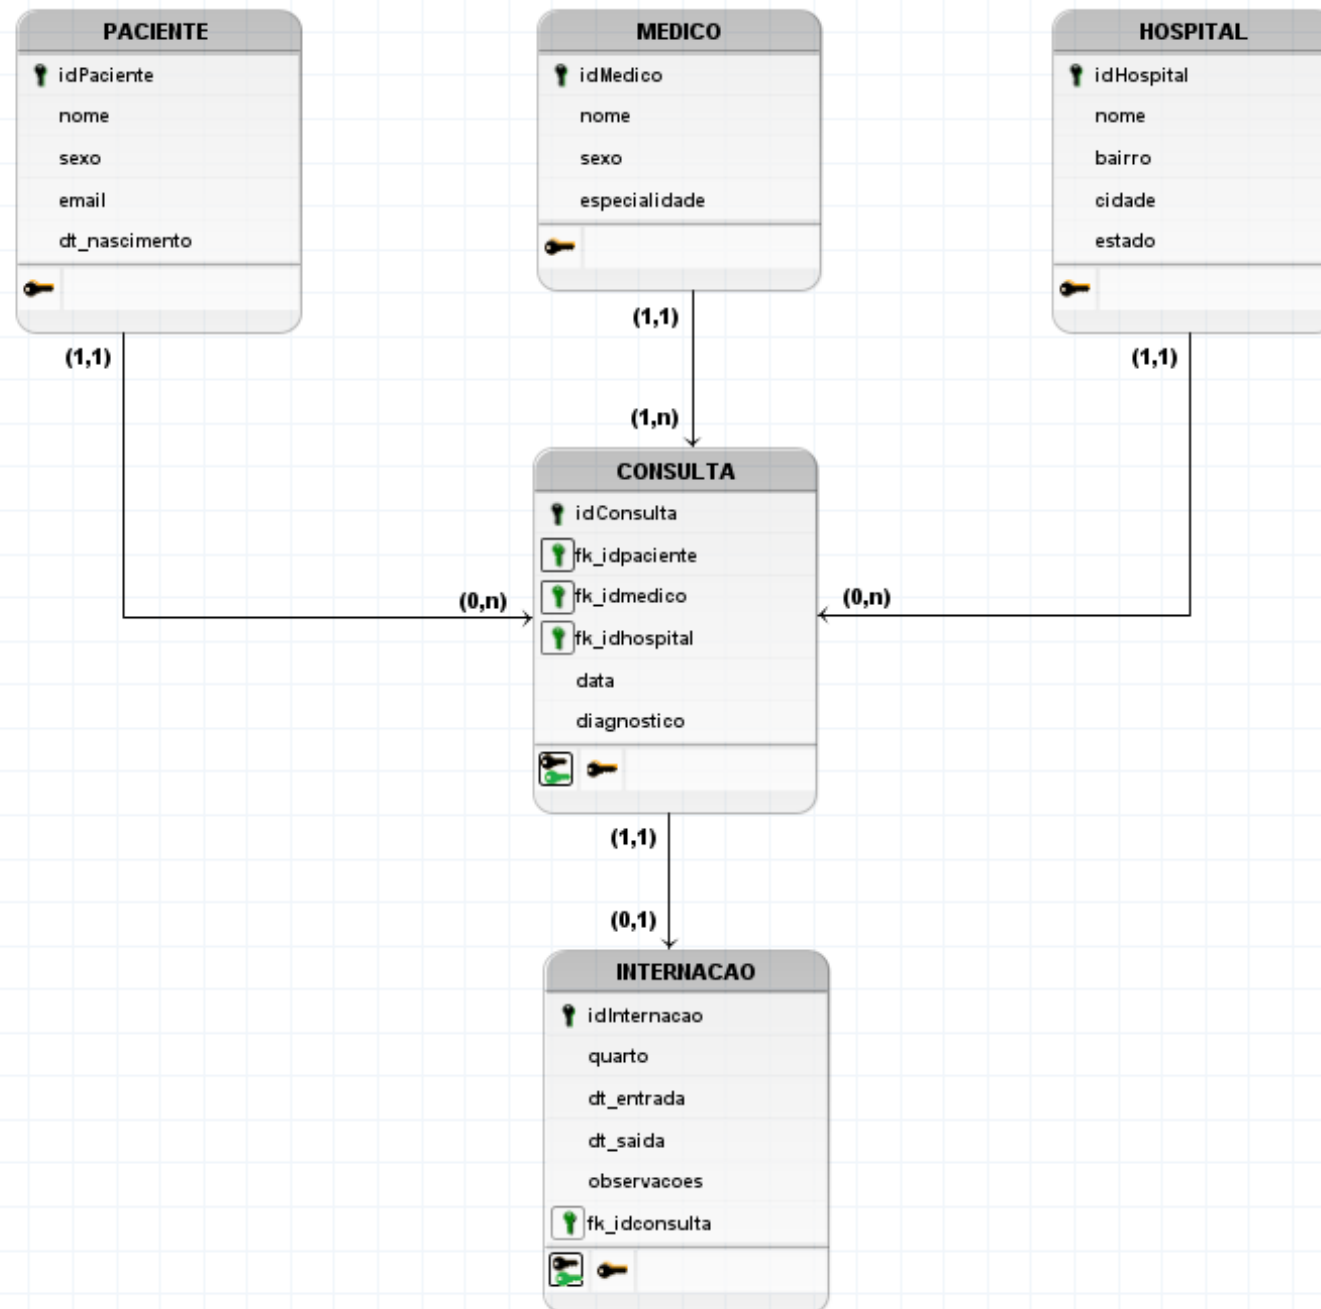 PACIENTE
idPaciente
nome
sexo
email
dt_nascimento
(1,1)
MEDICO
idMedico
nome
sexo
especialidade
(1,1)
(1,n)
HOSPITAL
idHospital
nome
bairro
cidade
estado
(1,1)
(0,n)
(0,n)
CONSULTA
idConsulta
fk_idpaciente
fk_idmedico
fk_idhospital
data
diagnostico
(1,1)
(0,1)
INTERNACAO
idInternacao
quarto
dt_entrada
dt_saida
observacoes
fk_idconsulta